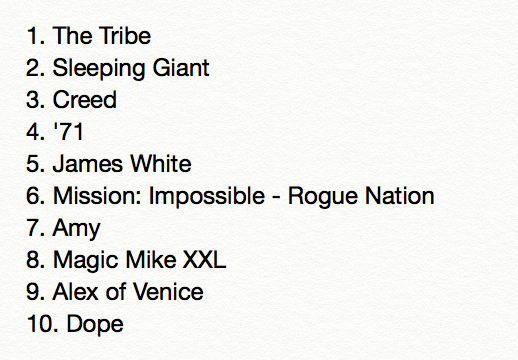 1. The Tribe
2. Sleeping Giant
3. Creed
4. '71
5. James White
6. Mission: Impossible - Rogue Nation
7. Amy
8. Magic Mike XXL
9. Alex of Venice
10. Dope